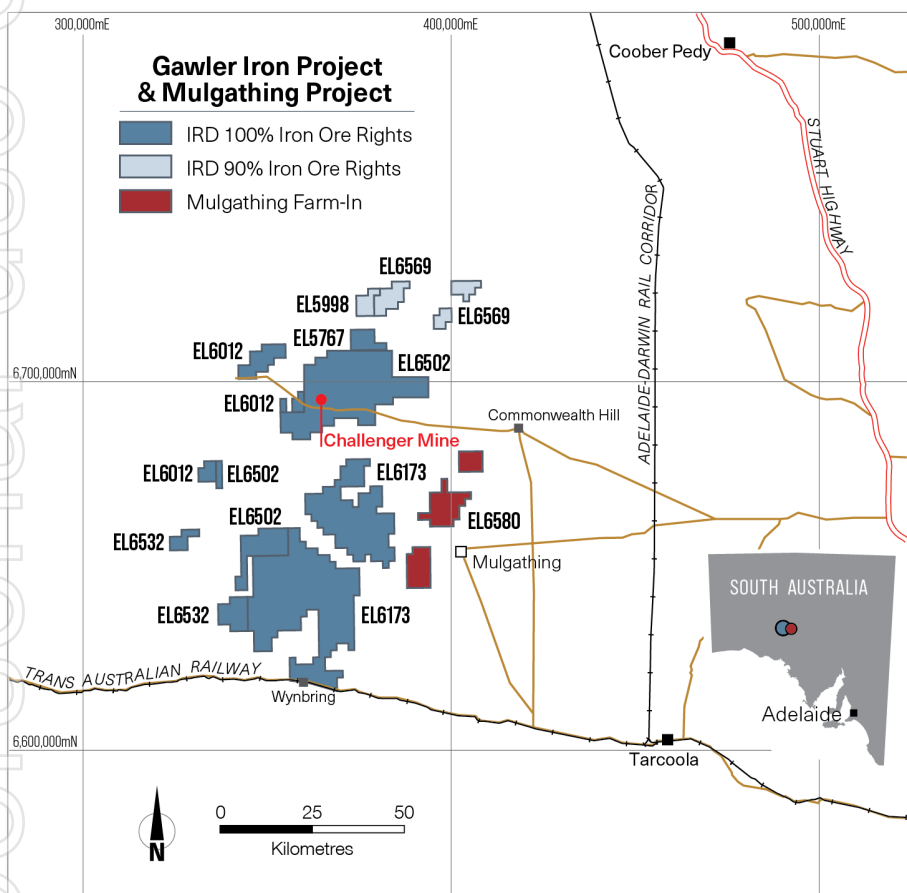 300,000mE
400,000mE
500,000mE
Coober Pedy
Gawler Iron Project
& Mulgathing Project
IRD 100% Iron Ore Rights
IRD 90% Iron Ore Rights
Mulgathing Farm-In
STUART HIGHWAY
ADELAIDE-DARWIN RAIL CORRIDOR
EL6569
EL5998
EL6569
EL5767
EL6012
EL6502
6,700,000mN
EL6012
Commonwealth Hill
Challenger Mine
EL6012
EL6502
EL6173
EL6502
EL6580
EL6532
Mulgathing
SOUTH AUSTRALIA
EL6532
EL6173
TRANS AUSTRALIAN RAILWAY
Wynbring
Adelaide
6,600,000mN
Tarcoola
0 25 50
Kilometres
N